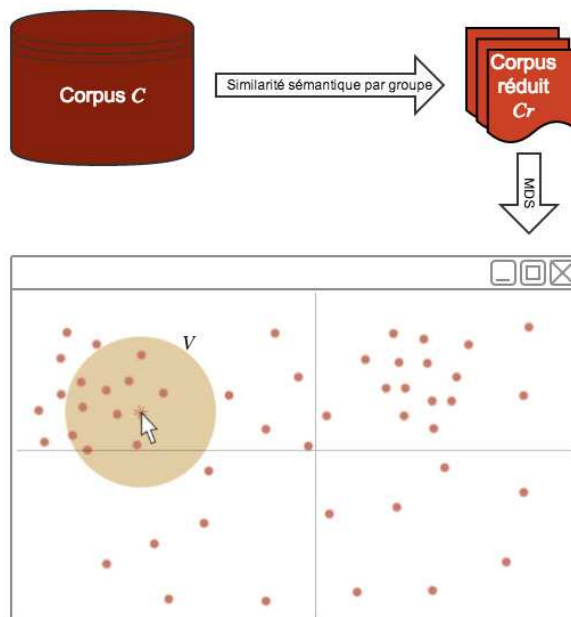 Corpus C
Similarité sémantique par groupe
Corpus
réduit
Cr
MDS
V